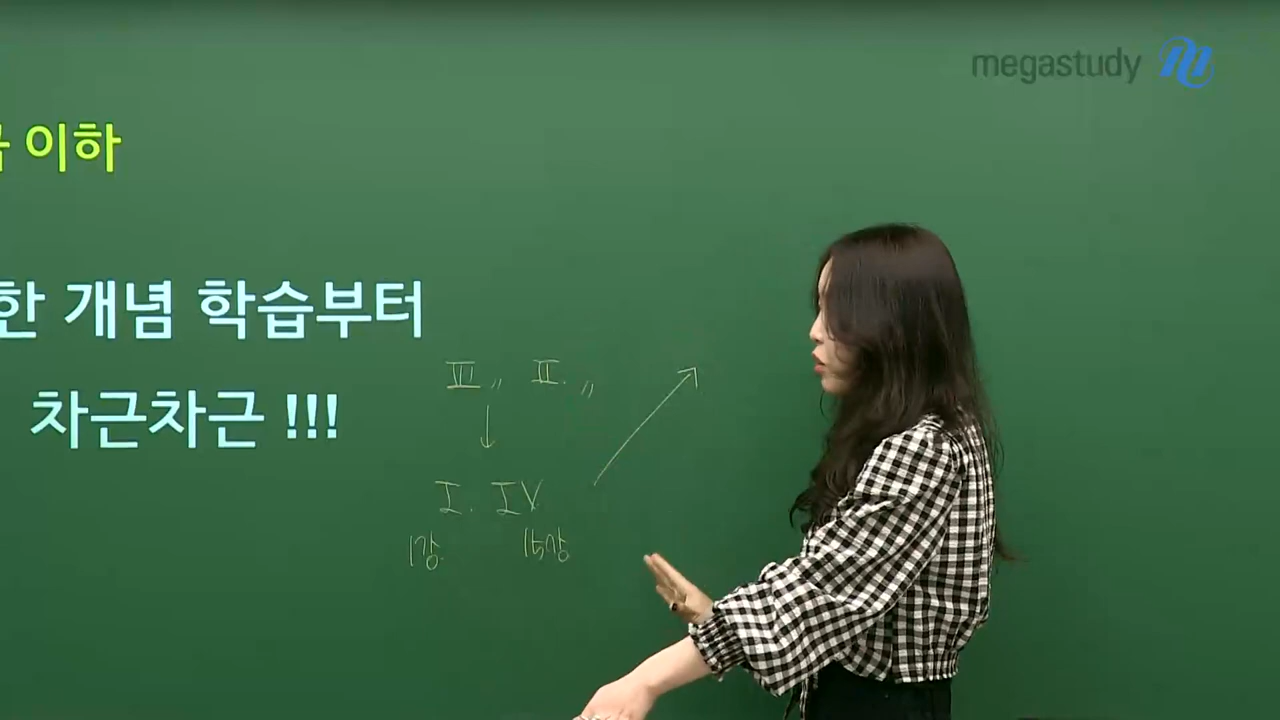 megastudy
이하
한 개념 학습부터
차근차근 !!!
Ⅲ,, Ⅱ.,,
Ⅰ. Ⅳ
1강. 15강